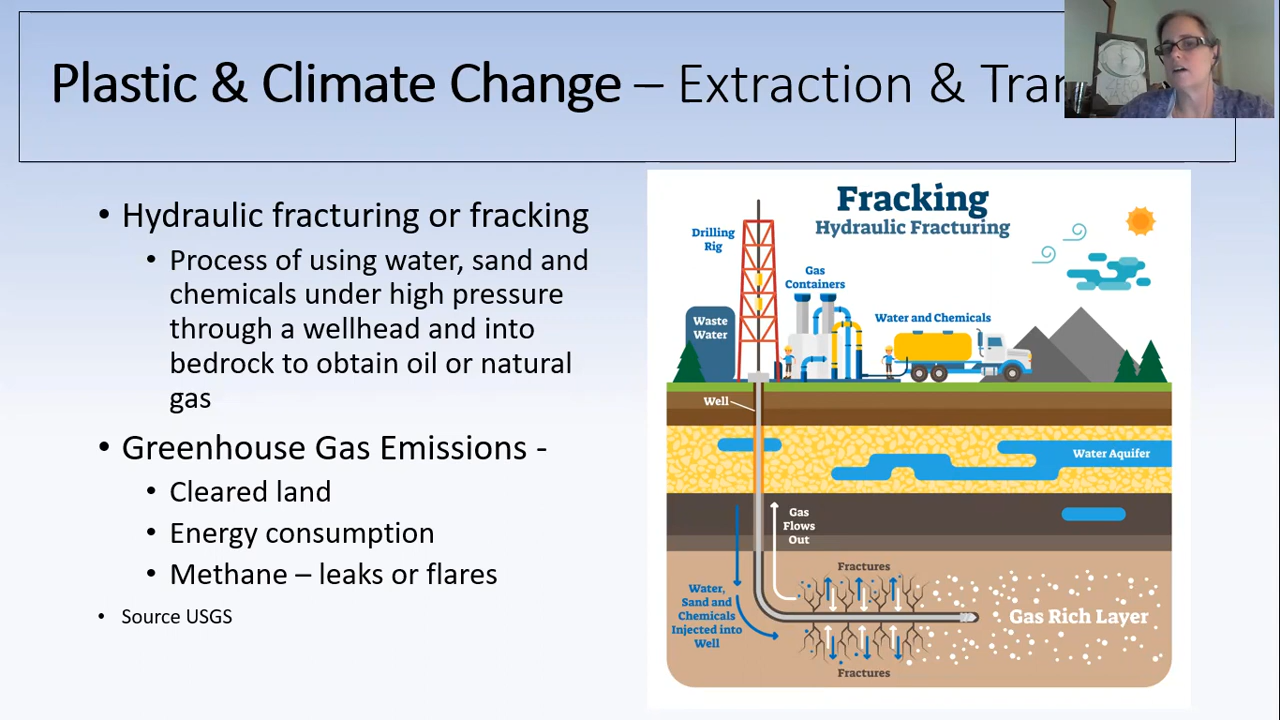 Plastic & Climate Change – Extraction &
• Hydraulic fracturing or fracking
• Process of using water, sand and
chemicals under high pressure
through a wellhead and into
bedrock to obtain oil or natural
gas
• Greenhouse Gas Emissions -
• Cleared land
• Energy consumption
• Methane – leaks or flares
• Source USGS
Fracking
Hydraulic Fracturing
Drilling
Rig
Gas
Containers
Waste
Water
Water and Chemicals
Well
Water Aquifer
Gas
Flows
Out
Fractures
Water,
Sand and
Chemicals
Injected into
Well
Gas Rich Layer
Fractures